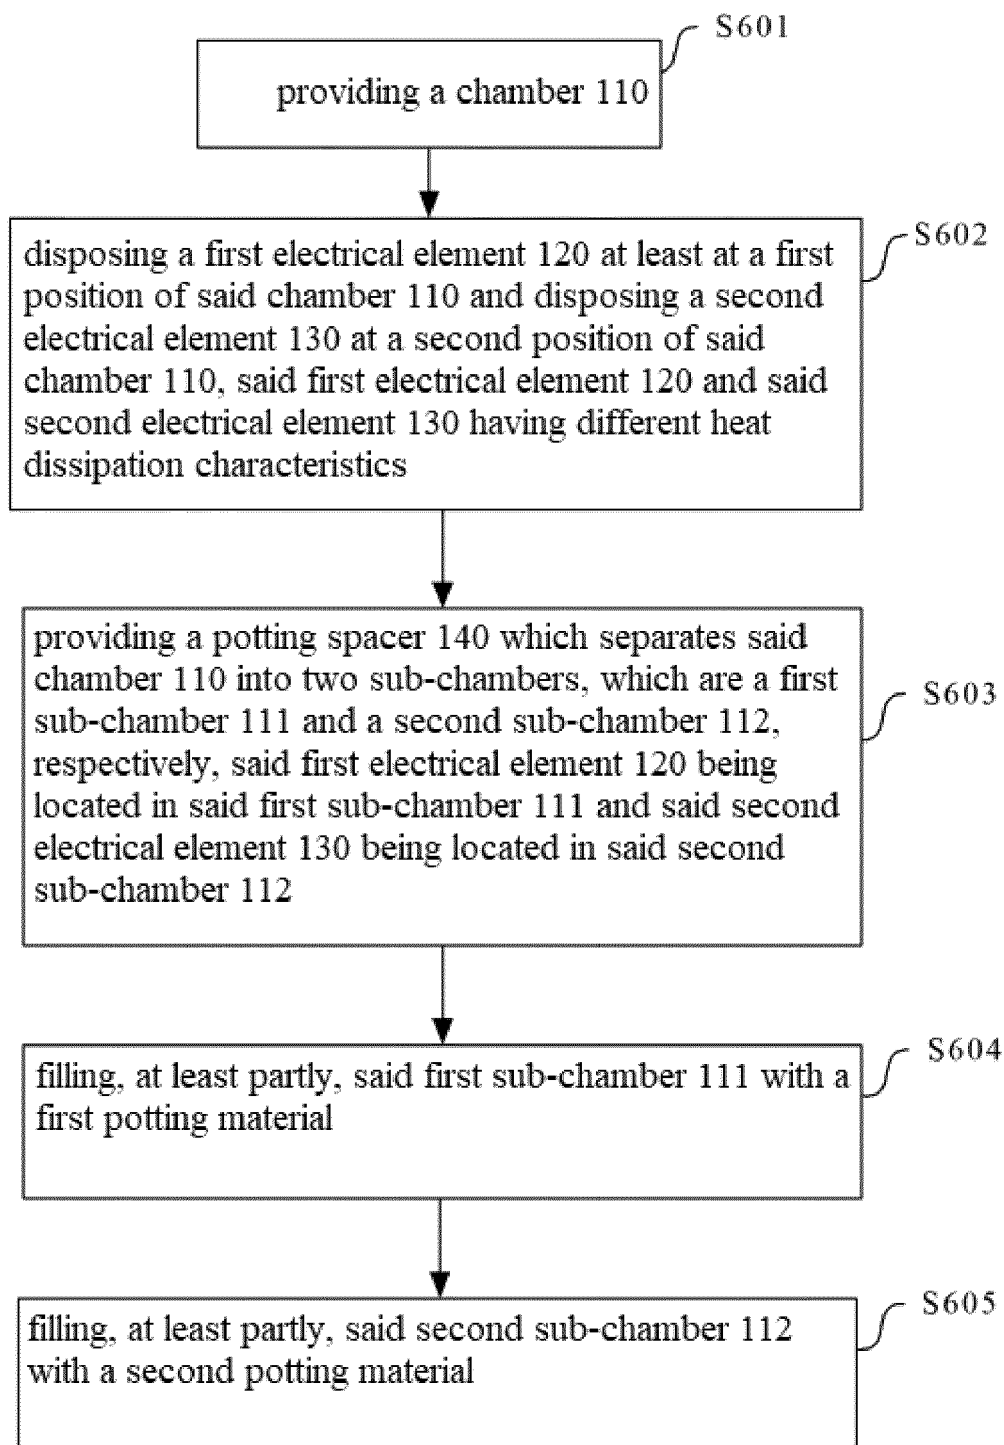 S601
providing a chamber 110
S602
disposing a first electrical element 120 at least at a first
position of said chamber 110 and disposing a second
electrical element 130 at a second position of said
chamber 110, said first electrical element 120 and said
second electrical element 130 having different heat
dissipation characteristics
S603
providing a potting spacer 140 which separates said
chamber 110 into two sub-chambers, which are a first
sub-chamber 111 and a second sub-chamber 112,
respectively, said first electrical element 120 being
located in said first sub-chamber 111 and said second
electrical element 130 being located in said second
sub-chamber 112
S604
filling, at least partly, said first sub-chamber 111 with a
first potting material
S605
filling, at least partly, said second sub-chamber 112
with a second potting material